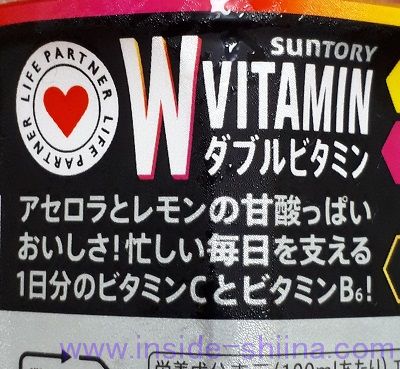 LIFE PARTNER LIFE PARTNER
SUNTORY
W VITAMIN
ダブルビタミン
アセロラとレモンの甘酸っぱい
おいしさ!忙しい毎日を支える
1日分のビタミンCとビタミンB6!
www.inside-shiina.com